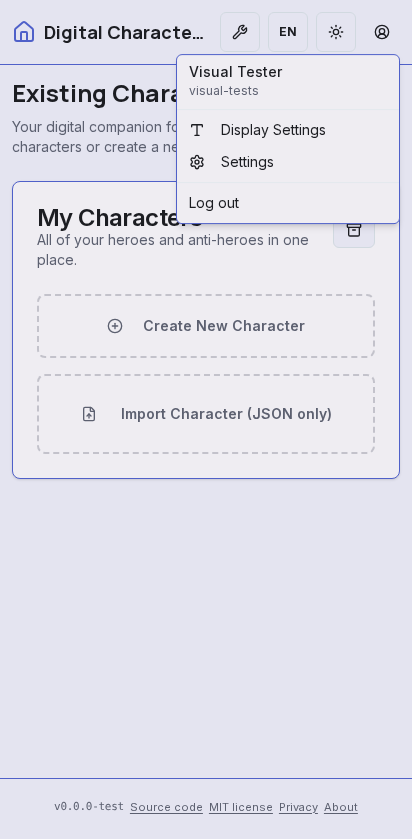 Digital Characte...
EN
Visual Tester
visual-tests
Display Settings
Settings
Log out
Existing Chara
Your digital companion fo
characters or create a ne
My Characters
All of your heroes and anti-heroes in one
place.
Create New Character
Import Character (JSON only)
v0.0.0-test Source code MIT license Privacy About